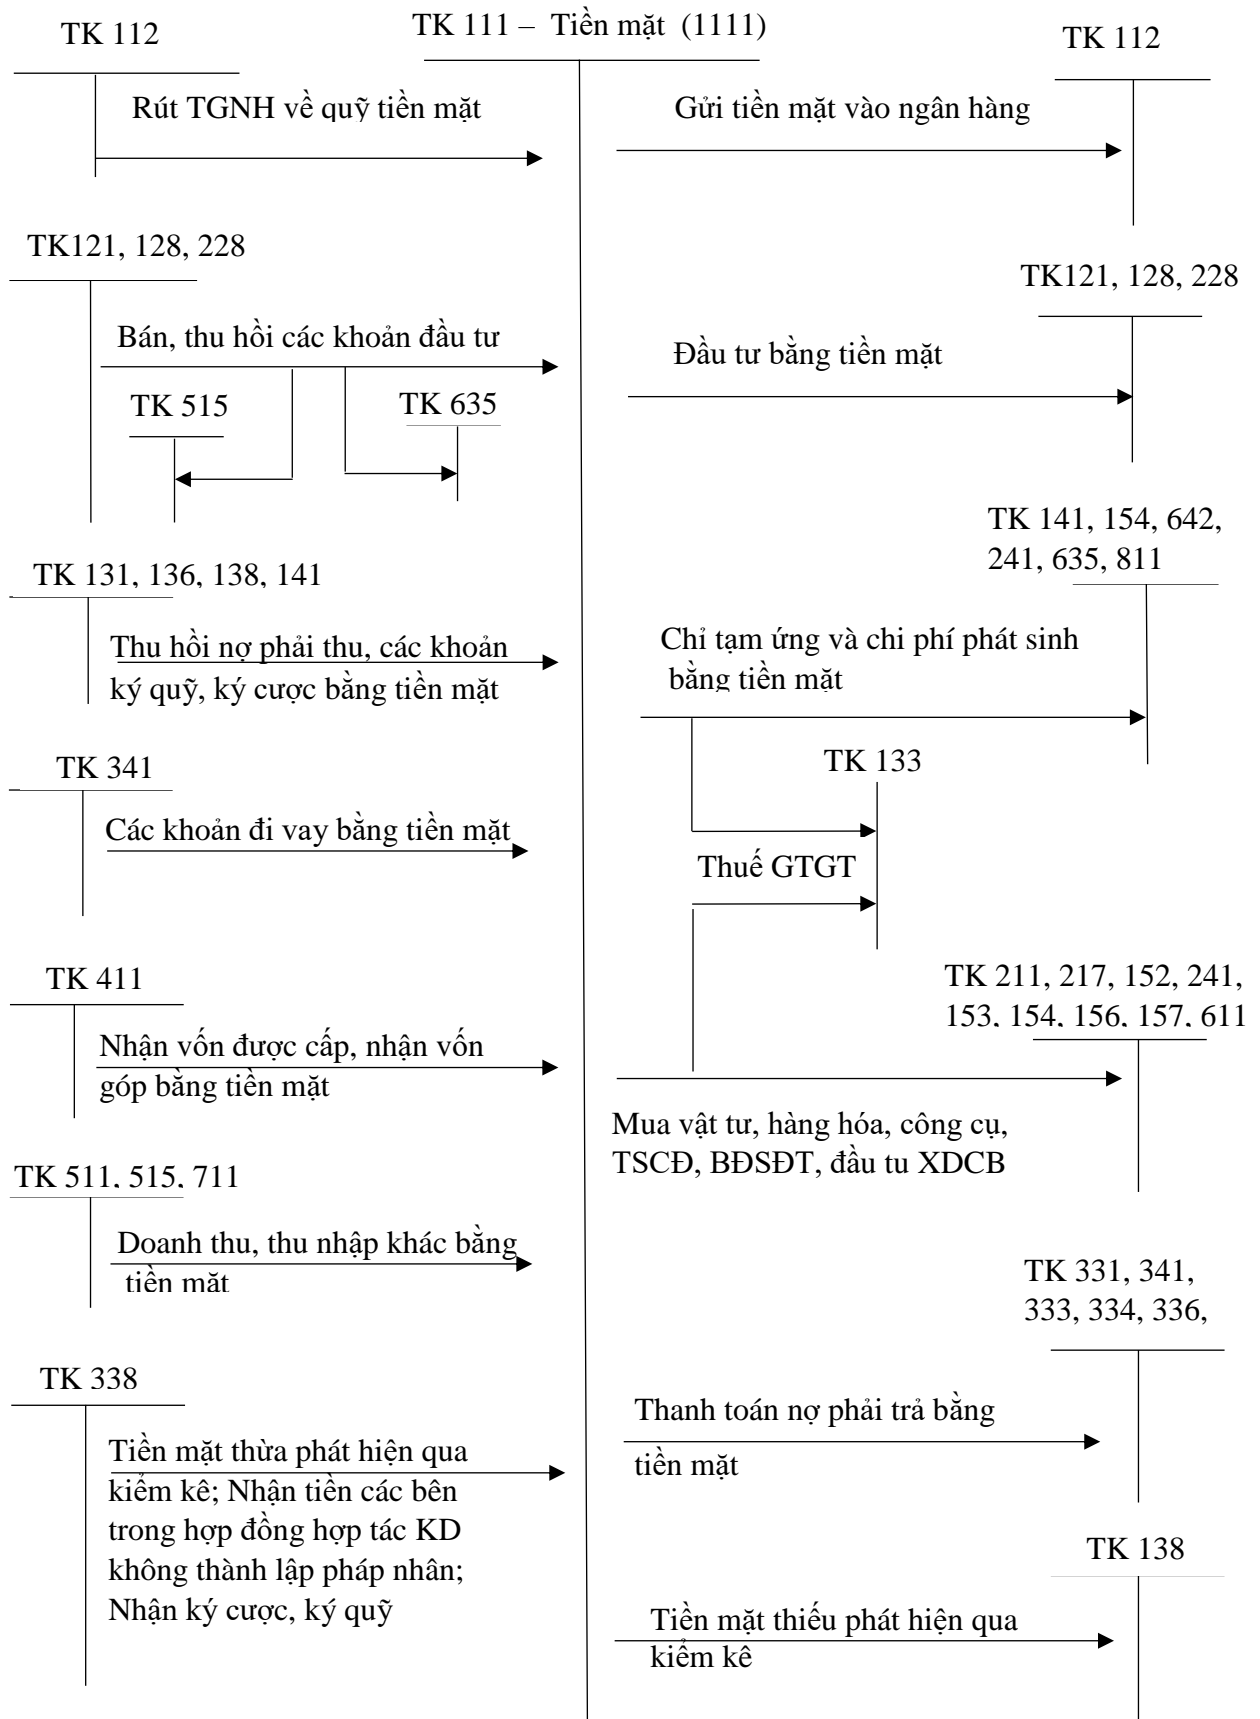 TK 112
TK 111 – Tiền mặt (1111)
TK 112
Rút TGNH về quỹ tiền mặt
Gửi tiền mặt vào ngân hàng
TK121, 128, 228
TK121, 128, 228
Bán, thu hồi các khoản đầu tư
Đầu tư bằng tiền mặt
TK 515
TK 635
TK 141, 154, 642,
241, 635, 811
TK 131, 136, 138, 141
Thu hồi nợ phải thu, các khoản
ký quỹ, ký cược bằng tiền mặt
Chỉ tạm ứng và chi phí phát sinh
bằng tiền mặt
TK 133
TK 341
Các khoản đi vay bằng tiền mặt
Thuế GTGT
TK 411
TK 211, 217, 152, 241,
153, 154, 156, 157, 611
Nhận vốn được cấp, nhận vốn
góp bằng tiền mặt
Mua vật tư, hàng hóa, công cụ,
TSCĐ, BĐSĐT, đầu tu XDCB
TK 511, 515, 711
Doanh thu, thu nhập khác bằng
tiền mặt
TK 331, 341,
333, 334, 336,
TK 338
Thanh toán nợ phải trả bằng
tiền mặt
Tiền mặt thừa phát hiện qua
kiểm kê; Nhận tiền các bên
trong hợp đồng hợp tác KD
không thành lập pháp nhân;
Nhận ký cược, ký quỹ
TK 138
Tiền mặt thiếu phát hiện qua
kiểm kê